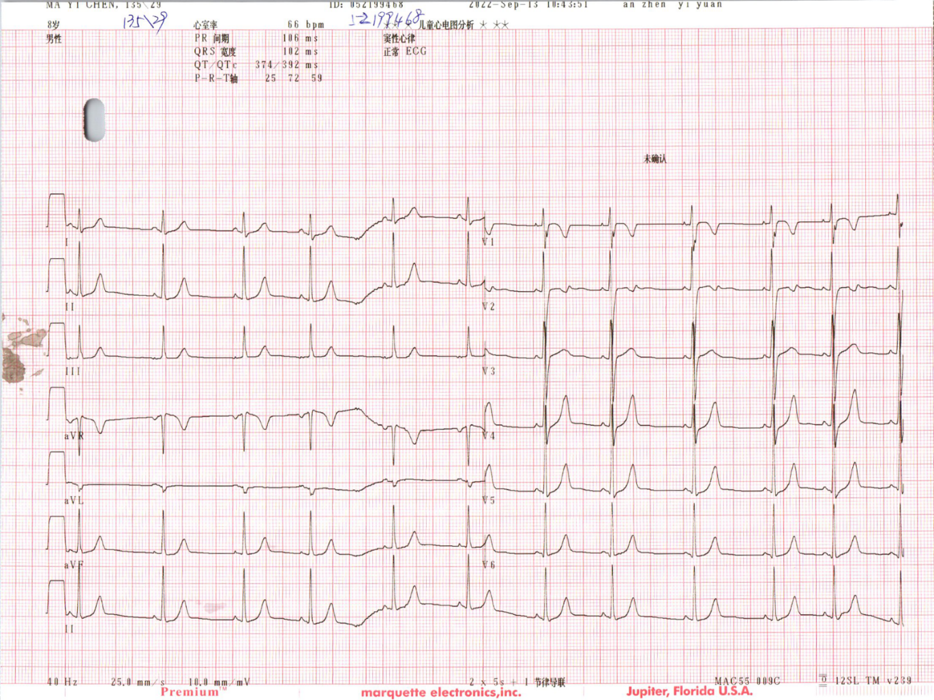 MA YI CHEN, 135\29 ID: 052199468 2022-Sep-13 10:43:51 an zhen yi yuan
8岁 135\29 心室率 66 bpm 52199468 儿童心电图分析
男性 PR 间期 106 ms 窦性心律
QRS 宽度 102 ms 正常 ECG
QT/QTc 374/392 ms
P-R-T轴 25 72 59
未确认
I V1
II V2
III V3
aVR V4
aVL V5
aVF V6
II
40 Hz 25.0 mm/s 10.0 mm/mV 2 x 5s + 1 节律导联 MAC55 009C 12SL TM v239
Premium™ marquette electronics,inc. Jupiter, Florida U.S.A.